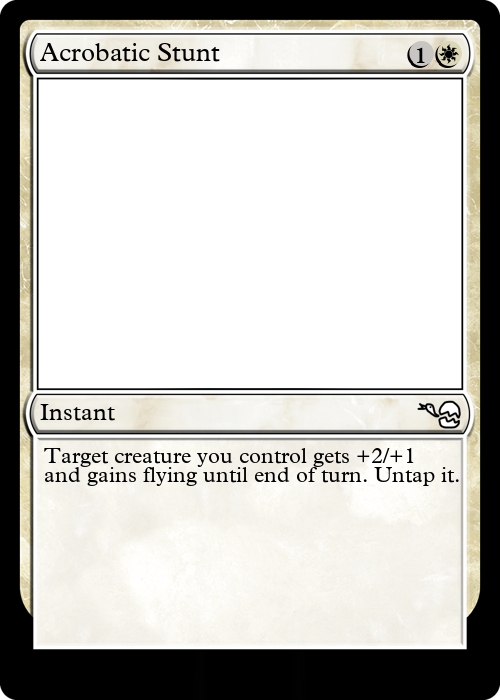 Acrobatic Stunt 1
Instant
Target creature you control gets +2/+1
and gains flying until end of turn. Untap it.